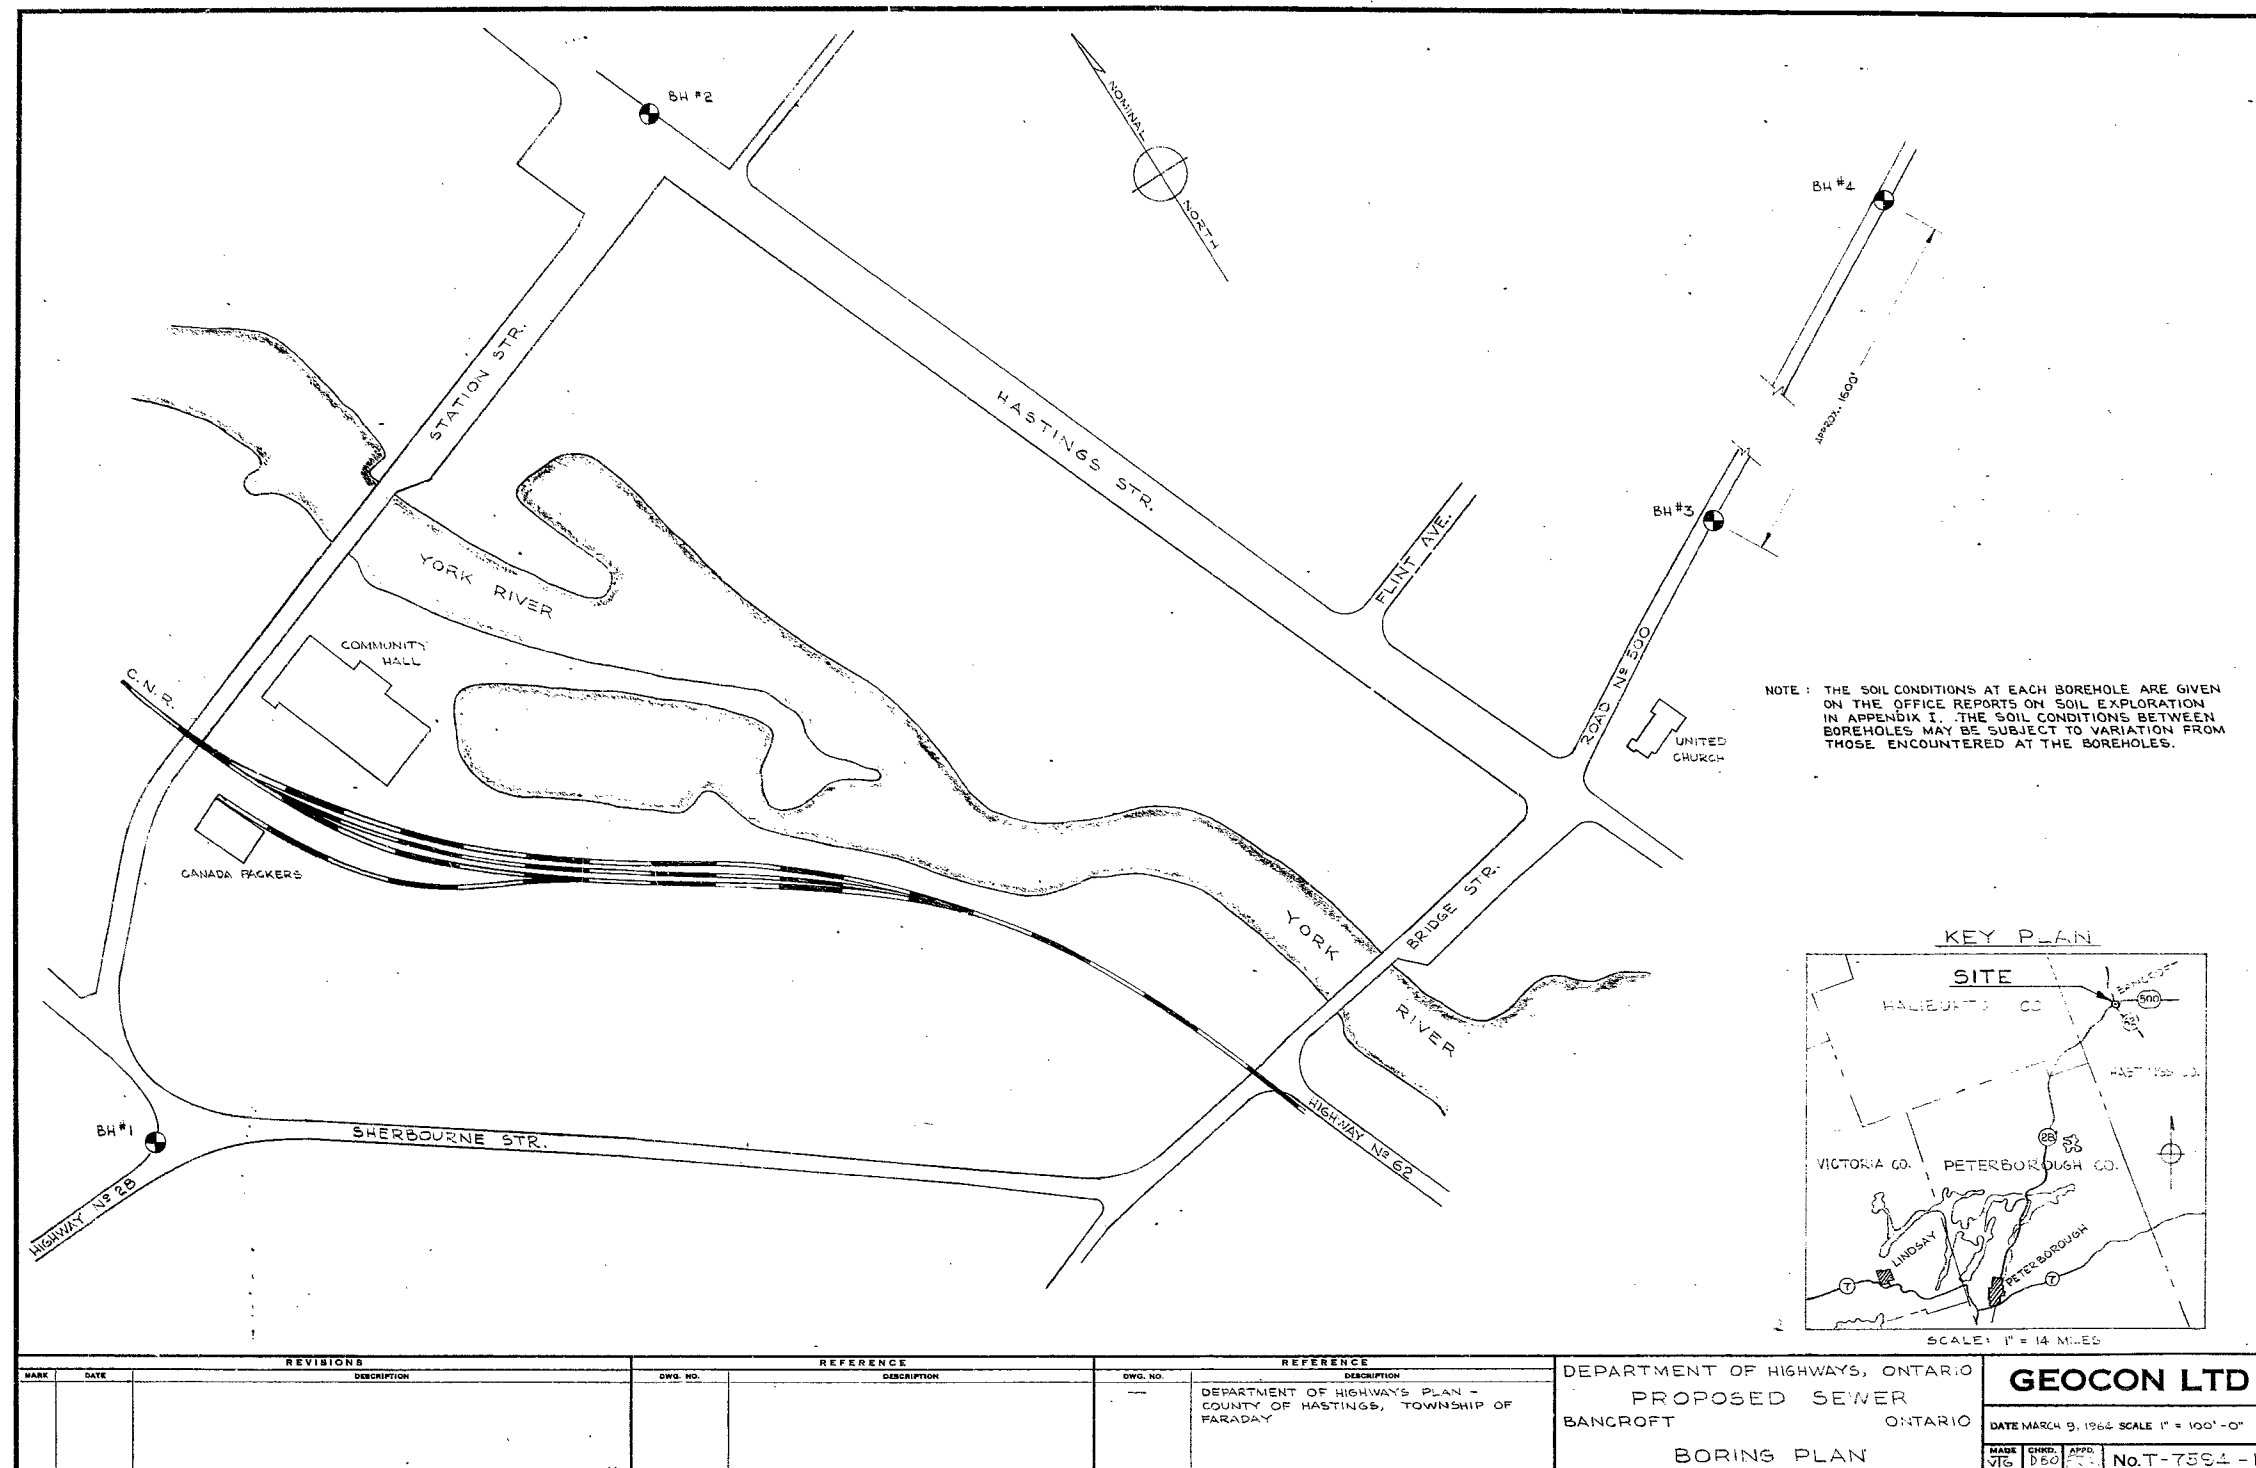 BH #2
NOMINAL
NORTH
BH #4
STATION STR.
HASTINGS STR.
APPROX. 1600'
BH #3
FLINT AVE.
YORK RIVER
COMMUNITY
HALL
C.N.R.
ROAD Nº 500
UNITED
CHURCH
NOTE : THE SOIL CONDITIONS AT EACH BOREHOLE ARE GIVEN
ON THE OFFICE REPORTS ON SOIL EXPLORATION
IN APPENDIX I. THE SOIL CONDITIONS BETWEEN
BOREHOLES MAY BE SUBJECT TO VARIATION FROM
THOSE ENCOUNTERED AT THE BOREHOLES.
CANADA PACKERS
BRIDGE STR.
YORK
RIVER
BH #1
SHERBOURNE STR.
HIGHWAY Nº 62
HIGHWAY Nº 28
KEY PLAN
SITE
BANCROFT
500
HASTINGS CO.
28
VICTORIA CO.
PETERBOROUGH CO.
LINDSAY
PETERBOROUGH
7
7
SCALE: 1" = 14 MILES
REVISIONS
MARK DATE DESCRIPTION
REFERENCE
DWG. NO. DESCRIPTION
REFERENCE
DWG. NO. DESCRIPTION
DEPARTMENT OF HIGHWAYS PLAN -
COUNTY OF HASTINGS, TOWNSHIP OF
FARADAY
DEPARTMENT OF HIGHWAYS, ONTARIO
PROPOSED SEWER
BANCROFT ONTARIO
BORING PLAN
GEOCON LTD
DATE MARCH 9, 1964 SCALE 1" = 100'-0"
MADE CHKD. APPD.
VTG